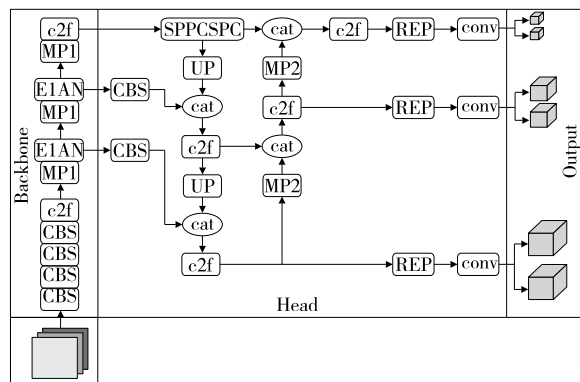 c2f SPPCSPC cat c2f REP conv
MP1 UP MP2
E1AN CBS cat c2f REP conv
MP1
E1AN CBS c2f cat
MP1 UP MP2
c2f cat
CBS
CBS c2f REP conv
CBS
CBS
Backbone
Head
Output